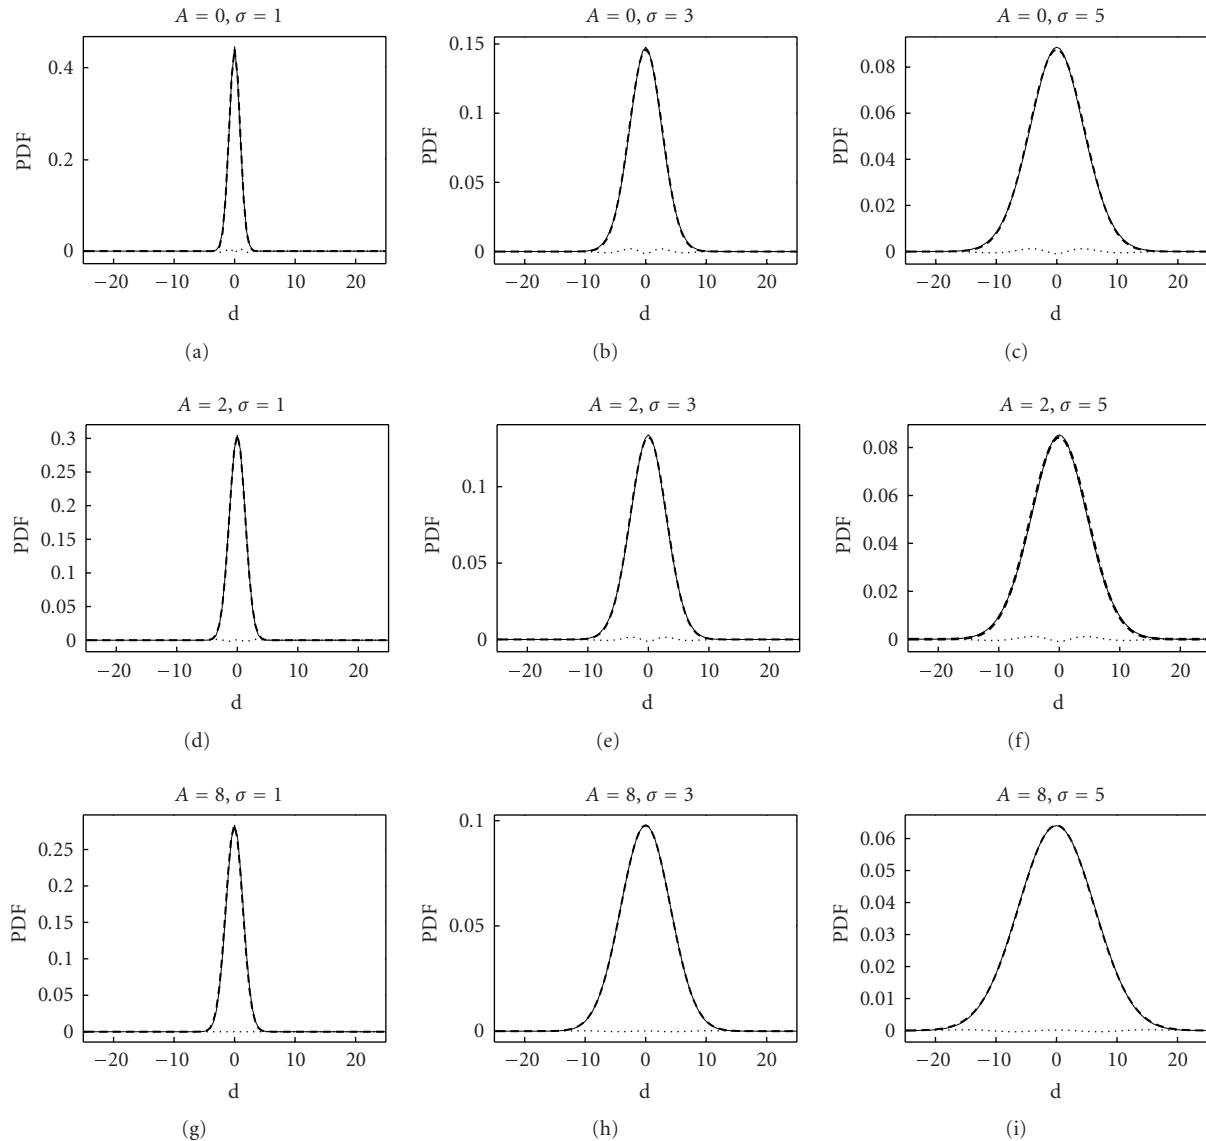 A = 0, σ = 1
A = 0, σ = 3
A = 0, σ = 5
PDF
0.4
0.2
0
−20 −10 0 10 20
d
(a)
PDF
0.15
0.1
0.05
0
−20 −10 0 10 20
d
(b)
PDF
0.08
0.06
0.04
0.02
0
−20 −10 0 10 20
d
(c)
A = 2, σ = 1
A = 2, σ = 3
A = 2, σ = 5
PDF
0.3
0.25
0.2
0.15
0.1
0.05
0
−20 −10 0 10 20
d
(d)
PDF
0.1
0.05
0
−20 −10 0 10 20
d
(e)
PDF
0.08
0.06
0.04
0.02
0
−20 −10 0 10 20
d
(f)
A = 8, σ = 1
A = 8, σ = 3
A = 8, σ = 5
PDF
0.25
0.2
0.15
0.1
0.05
0
−20 −10 0 10 20
d
(g)
PDF
0.1
0.05
0
−20 −10 0 10 20
d
(h)
PDF
0.06
0.05
0.04
0.03
0.02
0.01
0
−20 −10 0 10 20
d
(i)